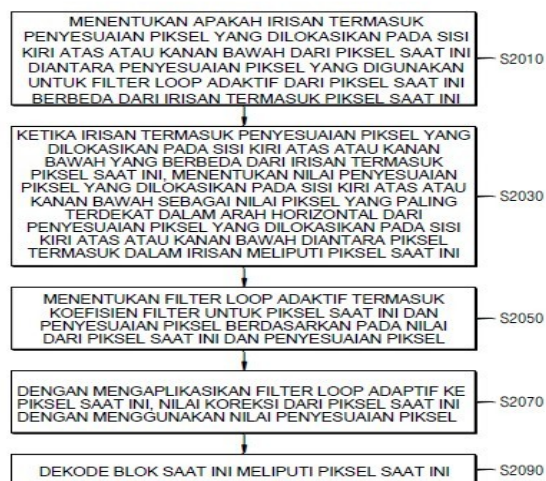 MENENTUKAN APAKAH IRISAN TERMASUK
PENYESUAIAN PIKSEL YANG DILOKASIKAN PADA SISI
KIRI ATAS ATAU KANAN BAWAH DARI PIKSEL SAAT INI
DIANTARA PENYESUAIAN PIKSEL YANG DIGUNAKAN
UNTUK FILTER LOOP ADAKTIF DARI PIKSEL SAAT INI
BERBEDA DARI IRISAN TERMASUK PIKSEL SAAT INI
S2010
KETIKA IRISAN TERMASUK PENYESUAIAN PIKSEL YANG
DILOKASIKAN PADA SISI KIRI ATAS ATAU KANAN
BAWAH YANG BERBEDA DARI IRISAN TERMASUK
PIKSEL SAAT INI, MENENTUKAN NILAI PENYESUAIAN
PIKSEL YANG DILOKASIKAN PADA SISI KIRI ATAS ATAU
KANAN BAWAH SEBAGAI NILAI PIKSEL YANG PALING
TERDEKAT DALAM ARAH HORIZONTAL DARI
PENYESUAIAN PIKSEL YANG DILOKASIKAN PADA SISI
KIRI ATAS ATAU KANAN BAWAH DIANTARA PIKSEL
TERMASUK DALAM IRISAN MELIPUTI PIKSEL SAAT INI
S2030
MENENTUKAN FILTER LOOP ADAKTIF TERMASUK
KOEFISIEN FILTER UNTUK PIKSEL SAAT INI DAN
PENYESUAIAN PIKSEL BERDASARKAN PADA NILAI
DARI PIKSEL SAAT INI DAN PENYESUAIAN PIKSEL
S2050
DENGAN MENGAPLIKASIKAN FILTER LOOP ADAPTIF KE
PIKSEL SAAT INI, NILAI KOREKSI DARI PIKSEL SAAT INI
DENGAN MENGGUNAKAN NILAI PENYESUAIAN PIKSEL
S2070
DEKODE BLOK SAAT INI MELIPUTI PIKSEL SAAT INI
S2090